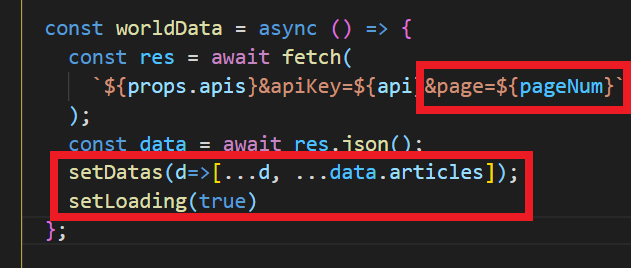 const worldData = async () => {
const res = await fetch(
`${props.apis}&apiKey=${api}&page=${pageNum}`
);
const data = await res.json();
setDatas(d=>[...d, ...data.articles]);
setLoading(true)
};